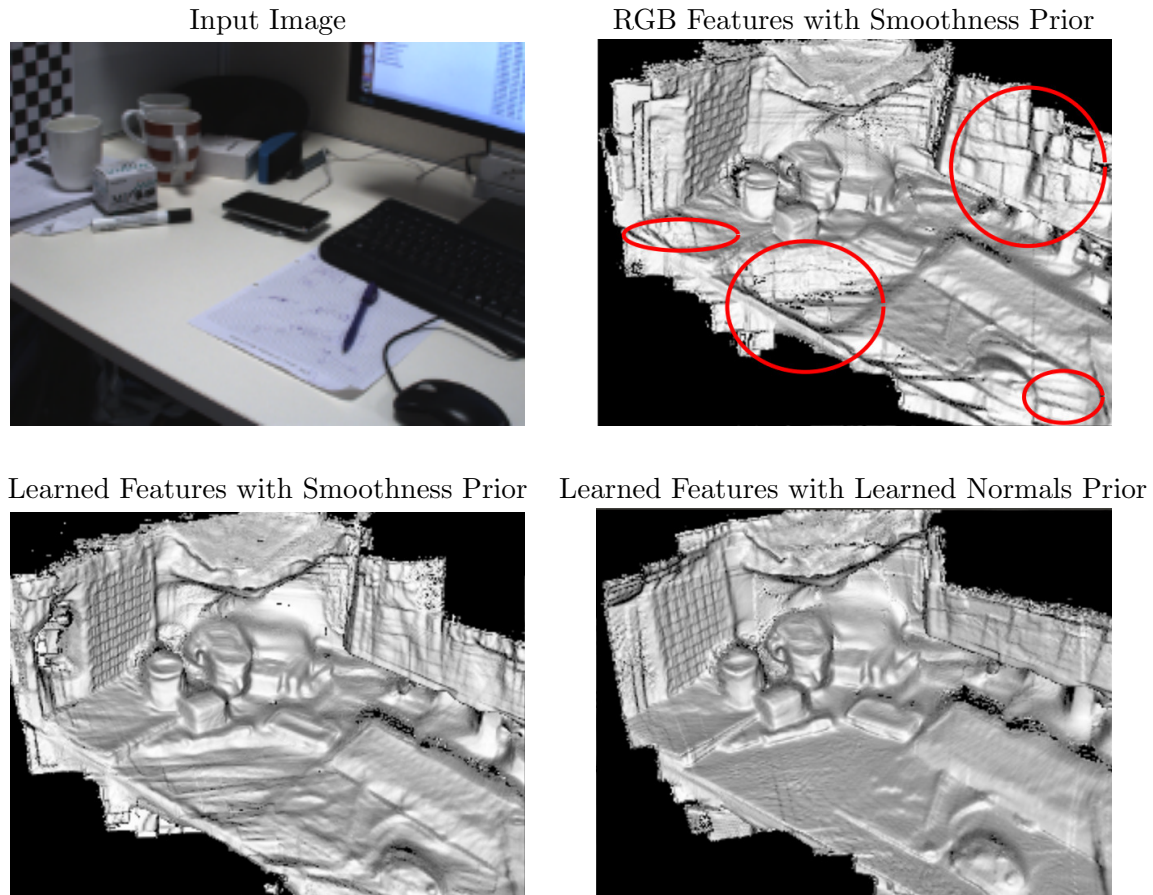 Input Image
RGB Features with Smoothness Prior
Learned Features with Smoothness Prior
Learned Features with Learned Normals Prior